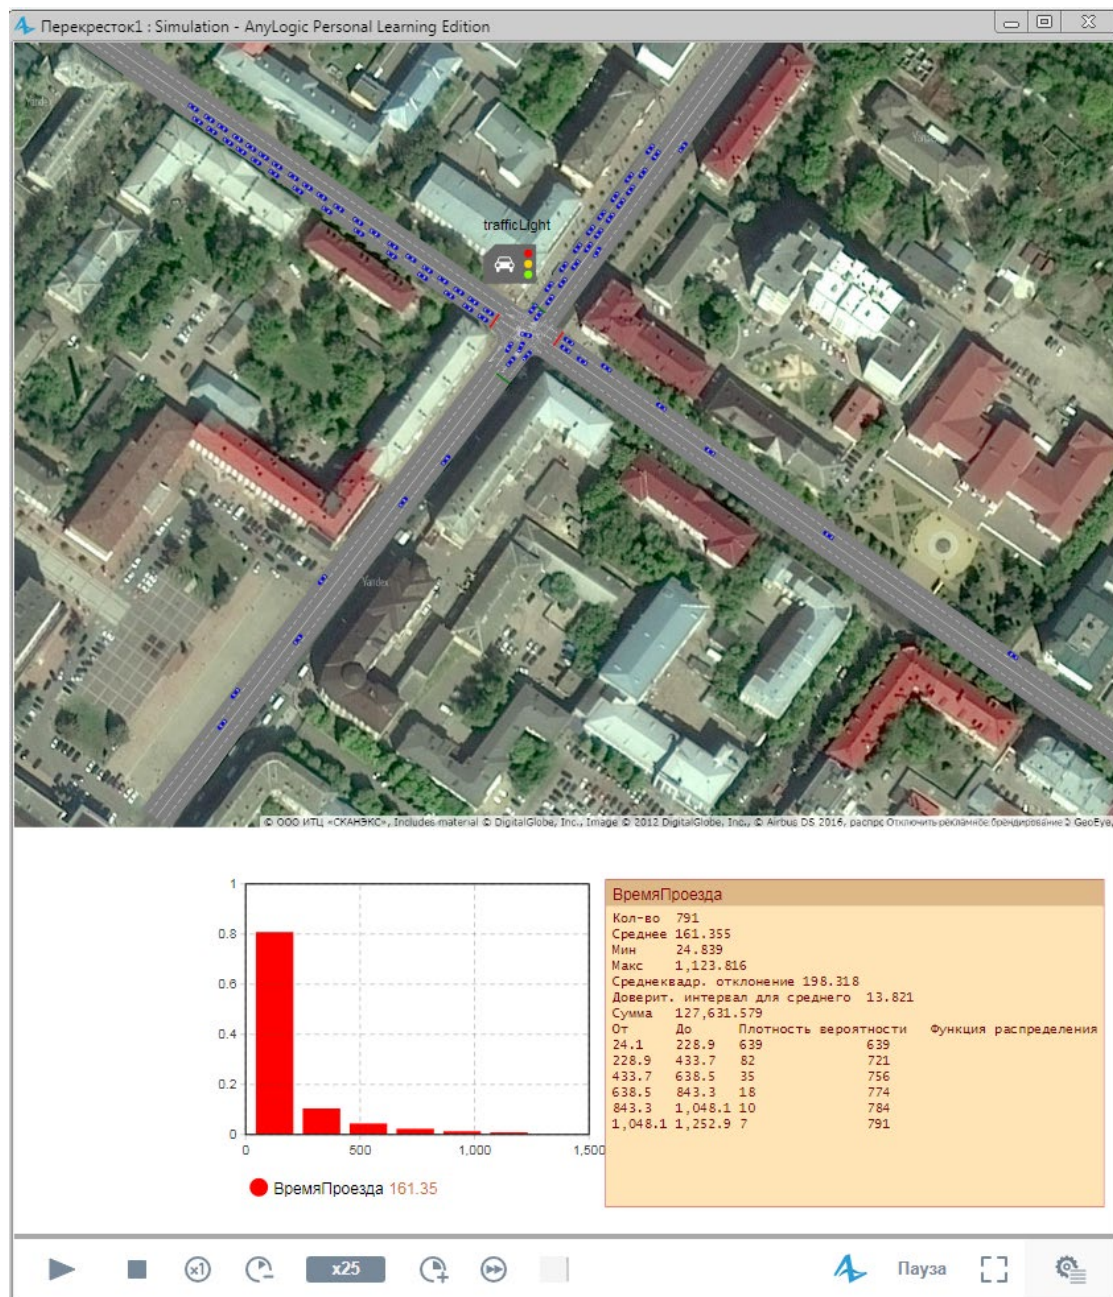 Перекресток1 : Simulation - AnyLogic Personal Learning Edition
trafficLight
Yandex
© ООО ИТЦ «СКАНЭКС», Includes material © DigitalGlobe, Inc., Image © 2012 DigitalGlobe, Inc., © Airbus DS 2016, распрс Отключить рекламное брендирование © GeoEye,
1
0.8
0.6
0.4
0.2
0
0 500 1,000 1,500
ВремяПроезда 161.35
ВремяПроезда
Кол-во 791
Среднее 161.355
Мин 24.839
Макс 1,123.816
Среднеквадр. отклонение 198.318
Доверит. интервал для среднего 13.821
Сумма 127,631.579
От До Плотность вероятности Функция распределения
24.1 228.9 639 639
228.9 433.7 82 721
433.7 638.5 35 756
638.5 843.3 18 774
843.3 1,048.1 10 784
1,048.1 1,252.9 7 791
x1
x25
Пауза